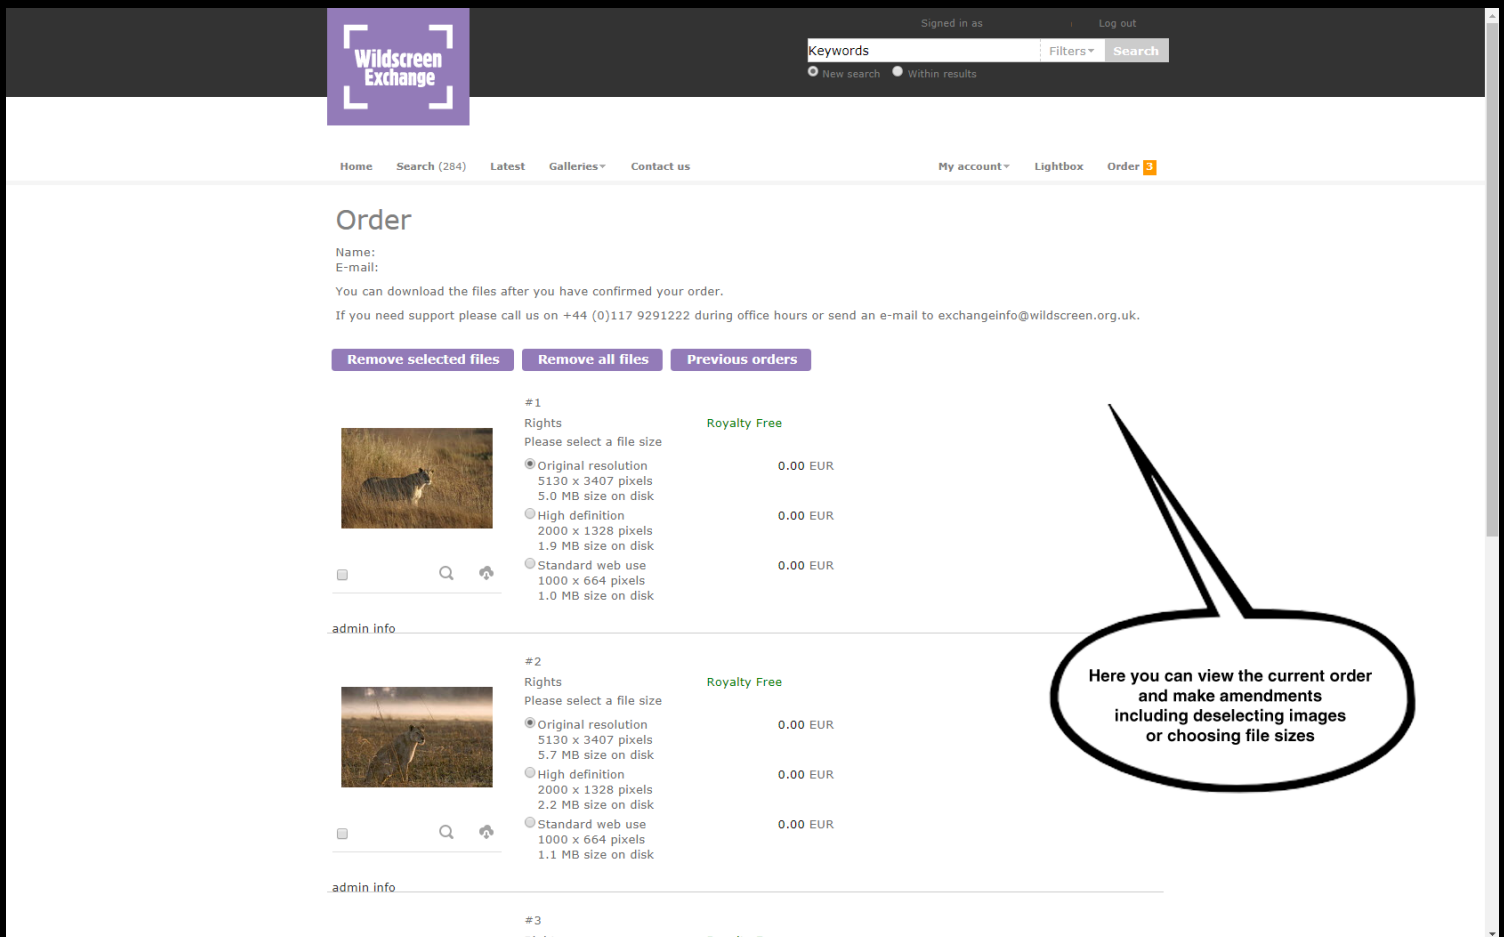 Signed in as
Log out
Wildscreen
Exchange
Keywords
Filters
Search
New search
Within results
Home
Search (284)
Latest
Galleries
Contact us
My account
Lightbox
Order 3
Order
Name:
E-mail:
You can download the files after you have confirmed your order.
If you need support please call us on +44 (0)117 9291222 during office hours or send an e-mail to exchangeinfo@wildscreen.org.uk.
Remove selected files
Remove all files
Previous orders
#1
Rights
Royalty Free
Please select a file size
Original resolution
0.00 EUR
5130 x 3407 pixels
5.0 MB size on disk
High definition
0.00 EUR
2000 x 1328 pixels
1.9 MB size on disk
Standard web use
0.00 EUR
1000 x 664 pixels
1.0 MB size on disk
admin info
#2
Rights
Royalty Free
Please select a file size
Original resolution
0.00 EUR
5130 x 3407 pixels
5.7 MB size on disk
High definition
0.00 EUR
2000 x 1328 pixels
2.2 MB size on disk
Standard web use
0.00 EUR
1000 x 664 pixels
1.1 MB size on disk
admin info
#3
Here you can view the current order
and make amendments
including deselecting images
or choosing file sizes